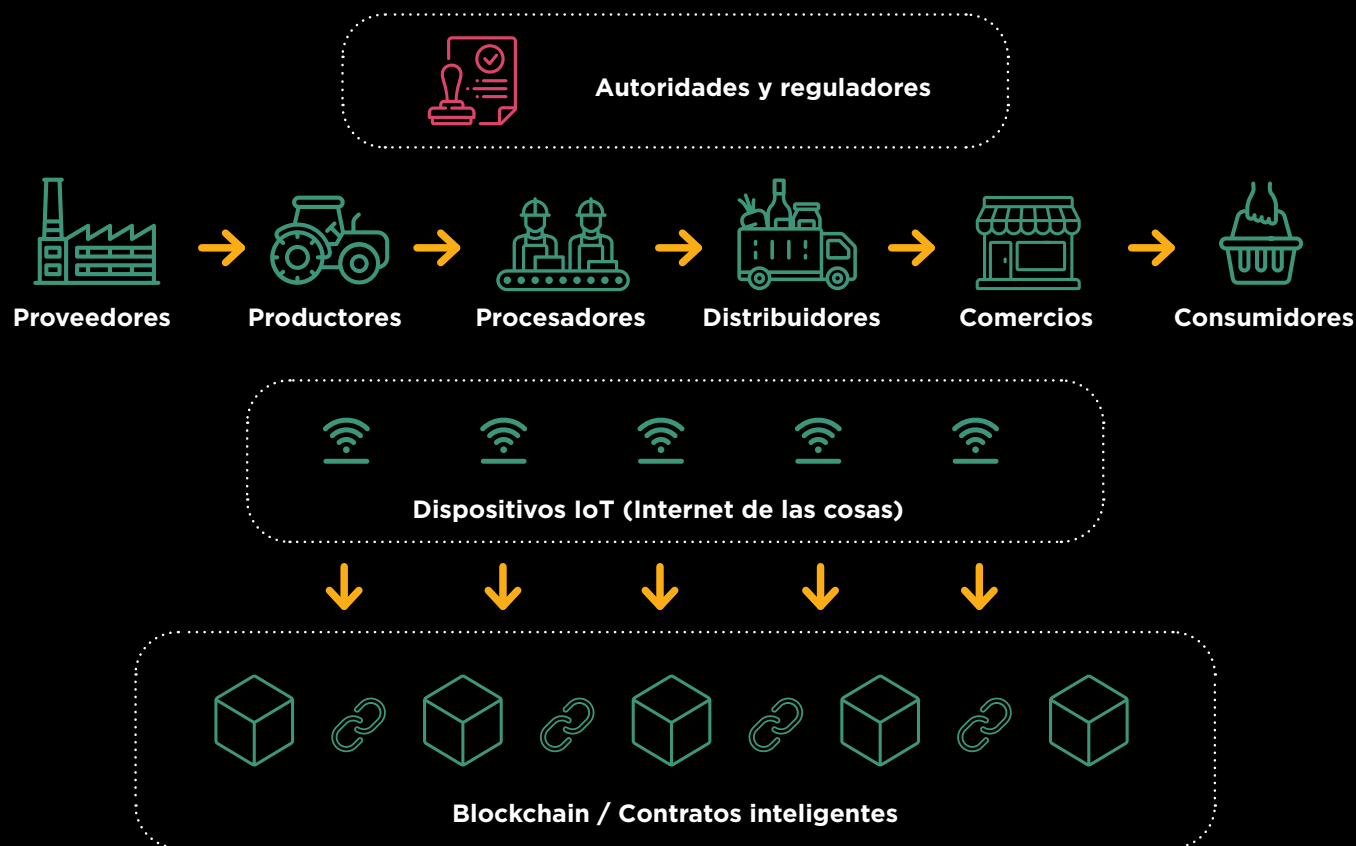 Autoridades y reguladores
Proveedores
Productores
Procesadores
Distribuidores
Comercios
Consumidores
Dispositivos IoT (Internet de las cosas)
Blockchain / Contratos inteligentes